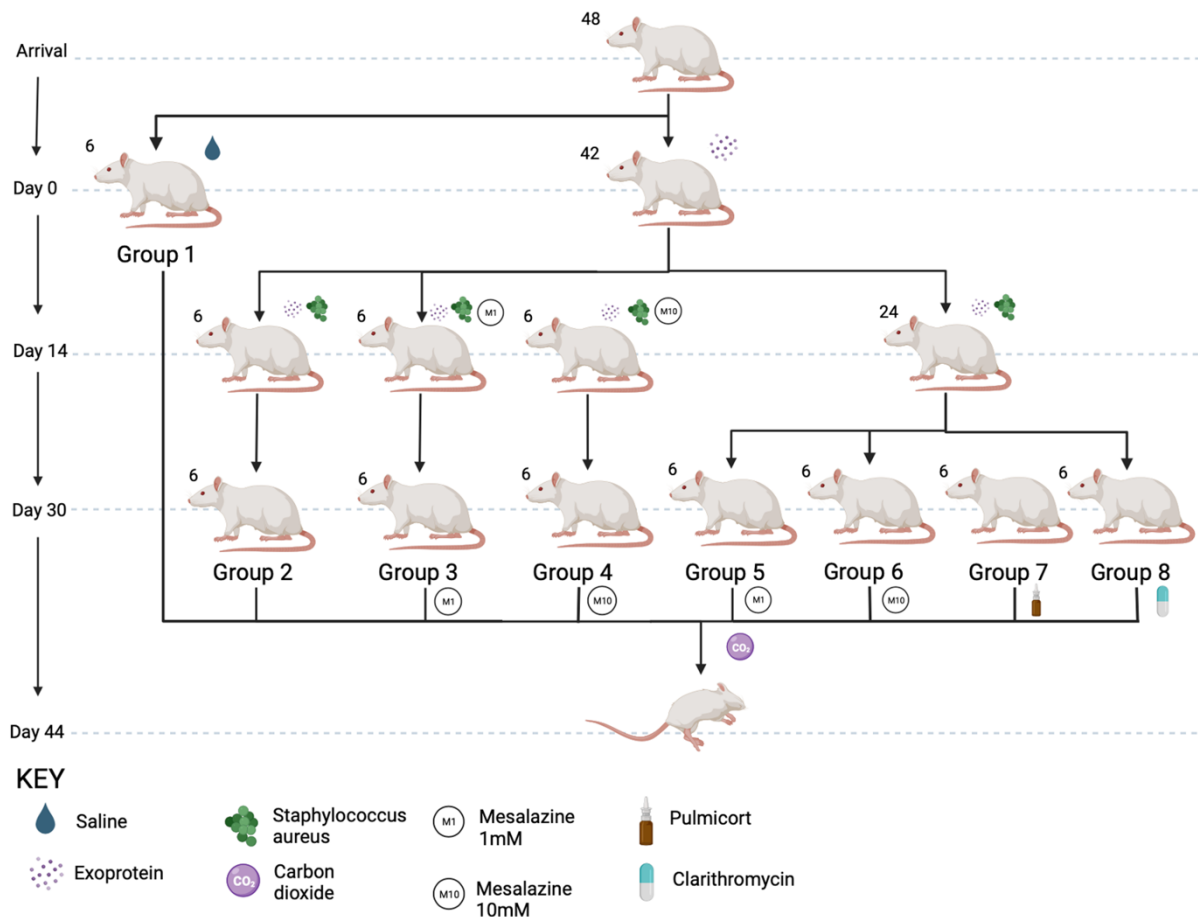 48
Arrival
6
42
Day 0
Group 1
6
6
M1
6
M10
24
Day 14
6
6
6
6
6
6
6
Day 30
Group 2
Group 3
Group 4
Group 5
Group 6
Group 7
Group 8
M1
M10
M1
M10
CO₂
Day 44
KEY
Saline
Staphylococcus
aureus
M1
Mesalazine
1mM
Pulmicort
Exoprotein
CO₂
Carbon
dioxide
M10
Mesalazine
10mM
Clarithromycin